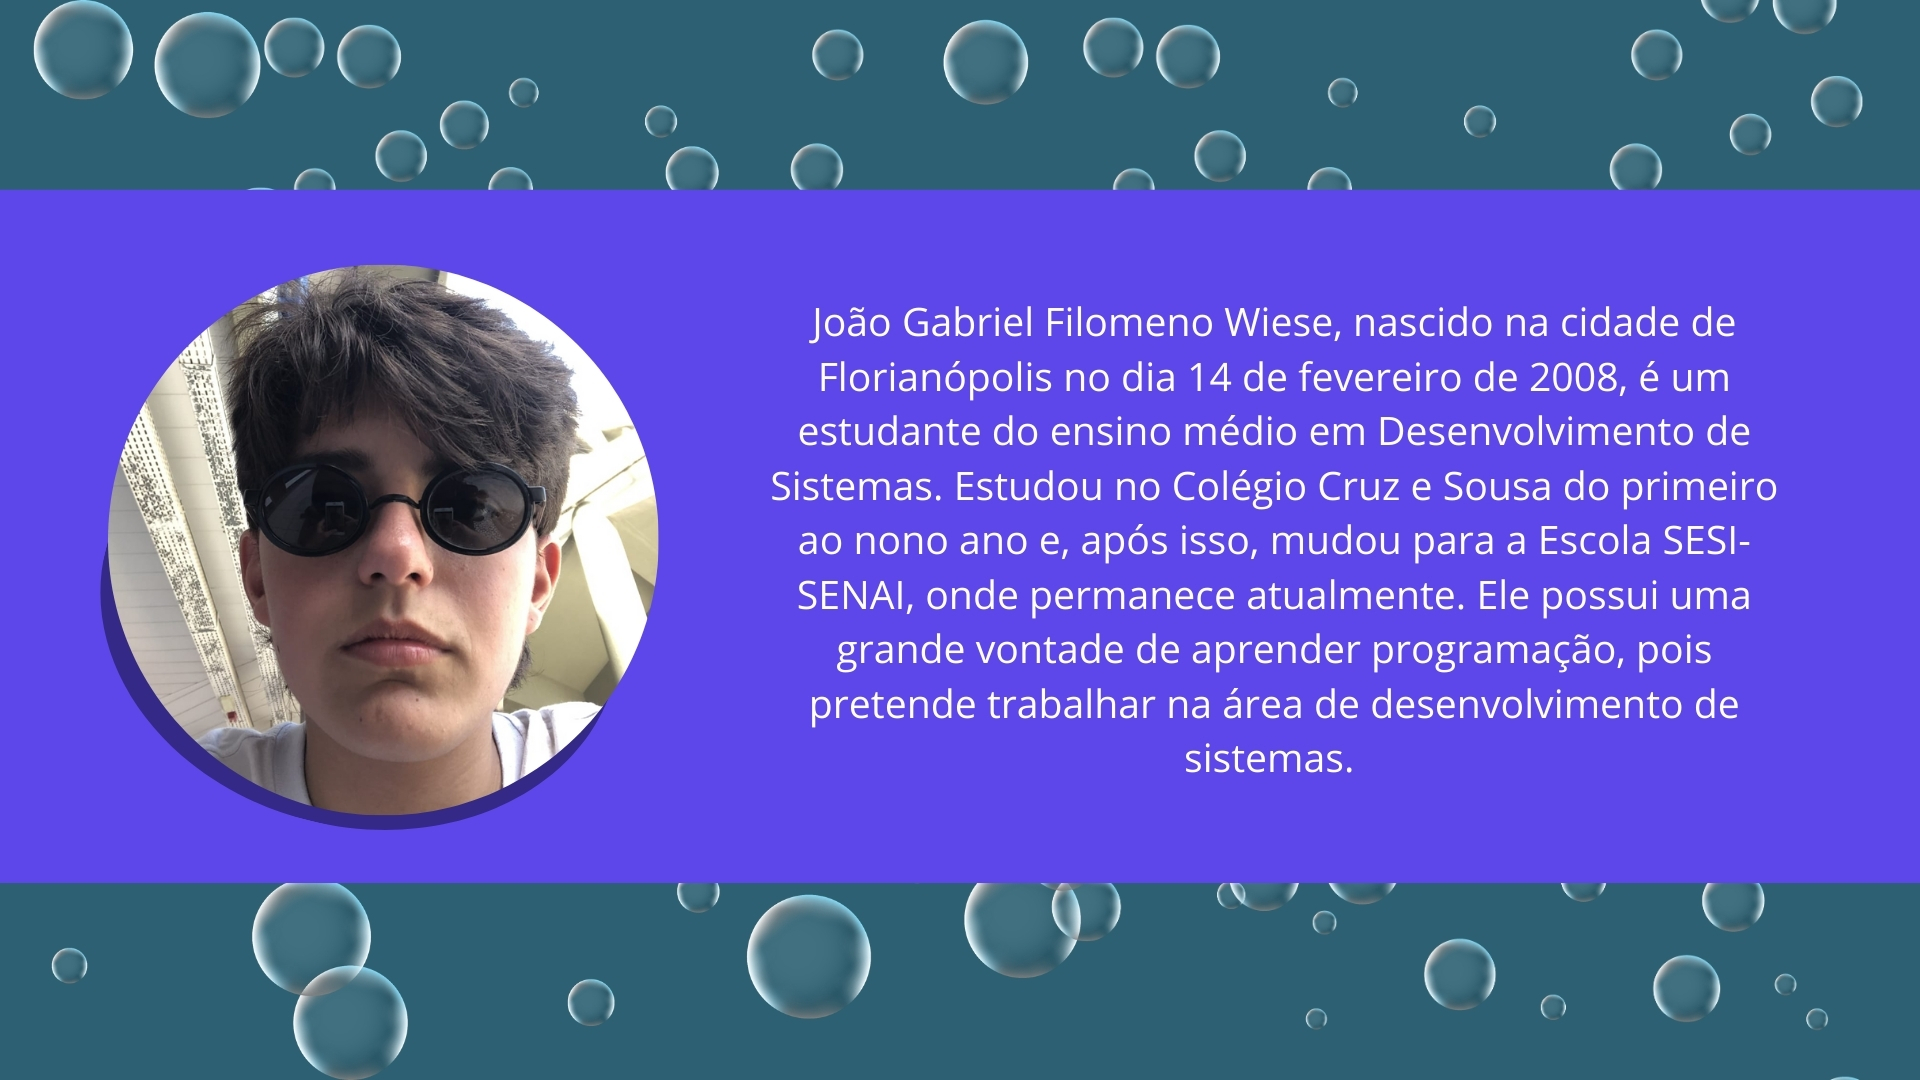 João Gabriel Filomeno Wiese, nascido na cidade de
Florianópolis no dia 14 de fevereiro de 2008, é um
estudante do ensino médio em Desenvolvimento de
Sistemas. Estudou no Colégio Cruz e Sousa do primeiro
ao nono ano e, após isso, mudou para a Escola SESI-
SENAI, onde permanece atualmente. Ele possui uma
grande vontade de aprender programação, pois
pretende trabalhar na área de desenvolvimento de
sistemas.